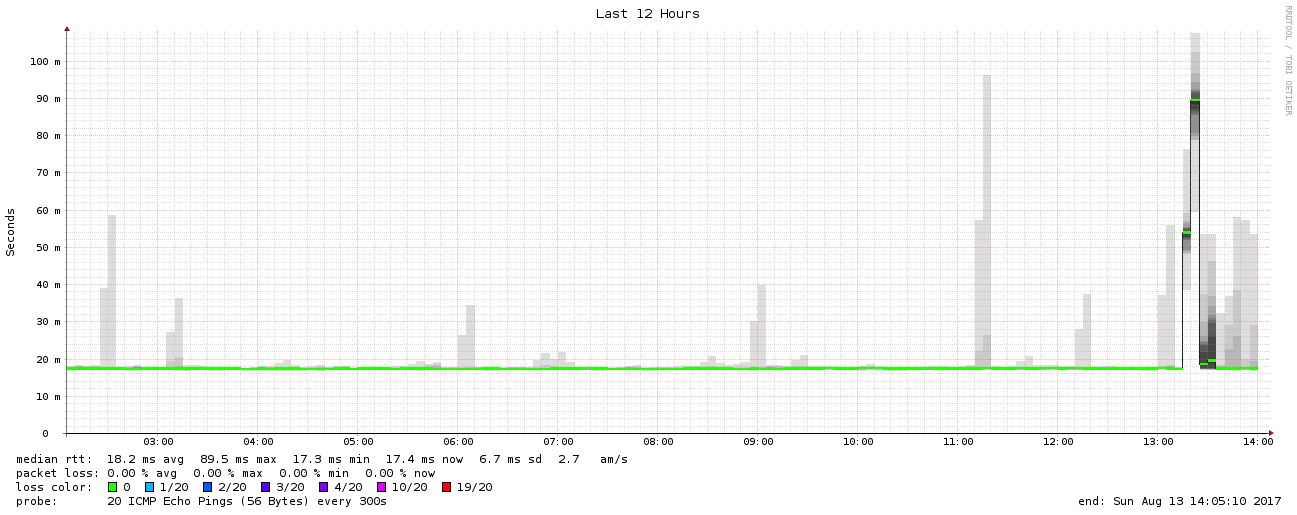 Last 12 Hours
RRDTOOL / TOBI OETIKER
Seconds
100 m
90 m
80 m
70 m
60 m
50 m
40 m
30 m
20 m
10 m
0
03:00 04:00 05:00 06:00 07:00 08:00 09:00 10:00 11:00 12:00 13:00 14:00
median rtt: 18.2 ms avg 89.5 ms max 17.3 ms min 17.4 ms now 6.7 ms sd 2.7 am/s
packet loss: 0.00 % avg 0.00 % max 0.00 % min 0.00 % now
loss color: 0 1/20 2/20 3/20 4/20 10/20 19/20
probe: 20 ICMP Echo Pings (56 Bytes) every 300s end: Sun Aug 13 14:05:10 2017